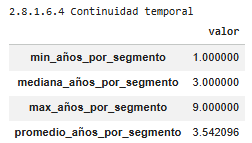 2.8.1.6.4 Continuidad temporal
valor
min_años_por_segmento 1.000000
mediana_años_por_segmento 3.000000
max_años_por_segmento 9.000000
promedio_años_por_segmento 3.542096